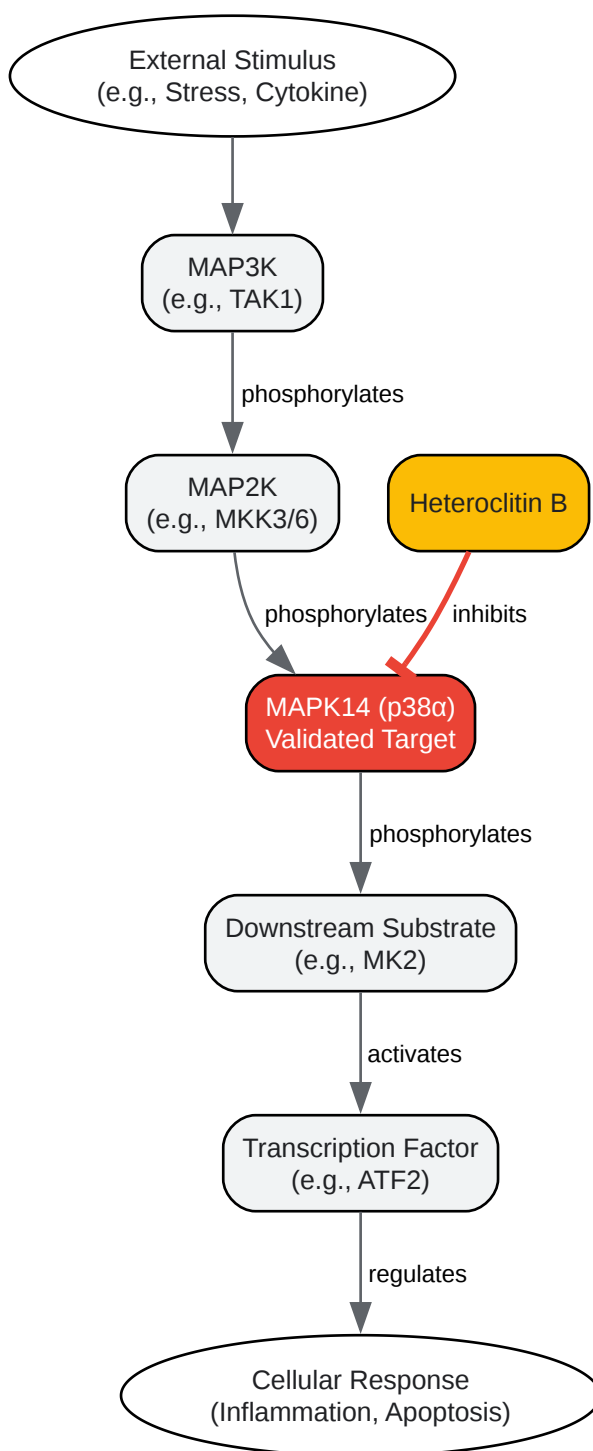 External Stimulus
(e.g., Stress, Cytokine)
MAP3K
(e.g., TAK1)
phosphorylates
MAP2K
(e.g., MKK3/6)
Heteroclitin B
phosphorylates
inhibits
MAPK14 (p38α)
Validated Target
phosphorylates
Downstream Substrate
(e.g., MK2)
activates
Transcription Factor
(e.g., ATF2)
regulates
Cellular Response
(Inflammation, Apoptosis)